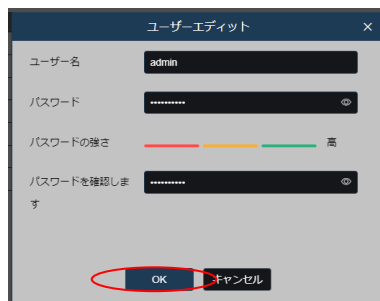 ユーザーエディット ×
ユーザー名 admin
パスワード ••••••••••
パスワードの強さ 高
パスワードを確認しま ••••••••••
す
OK キャンセル